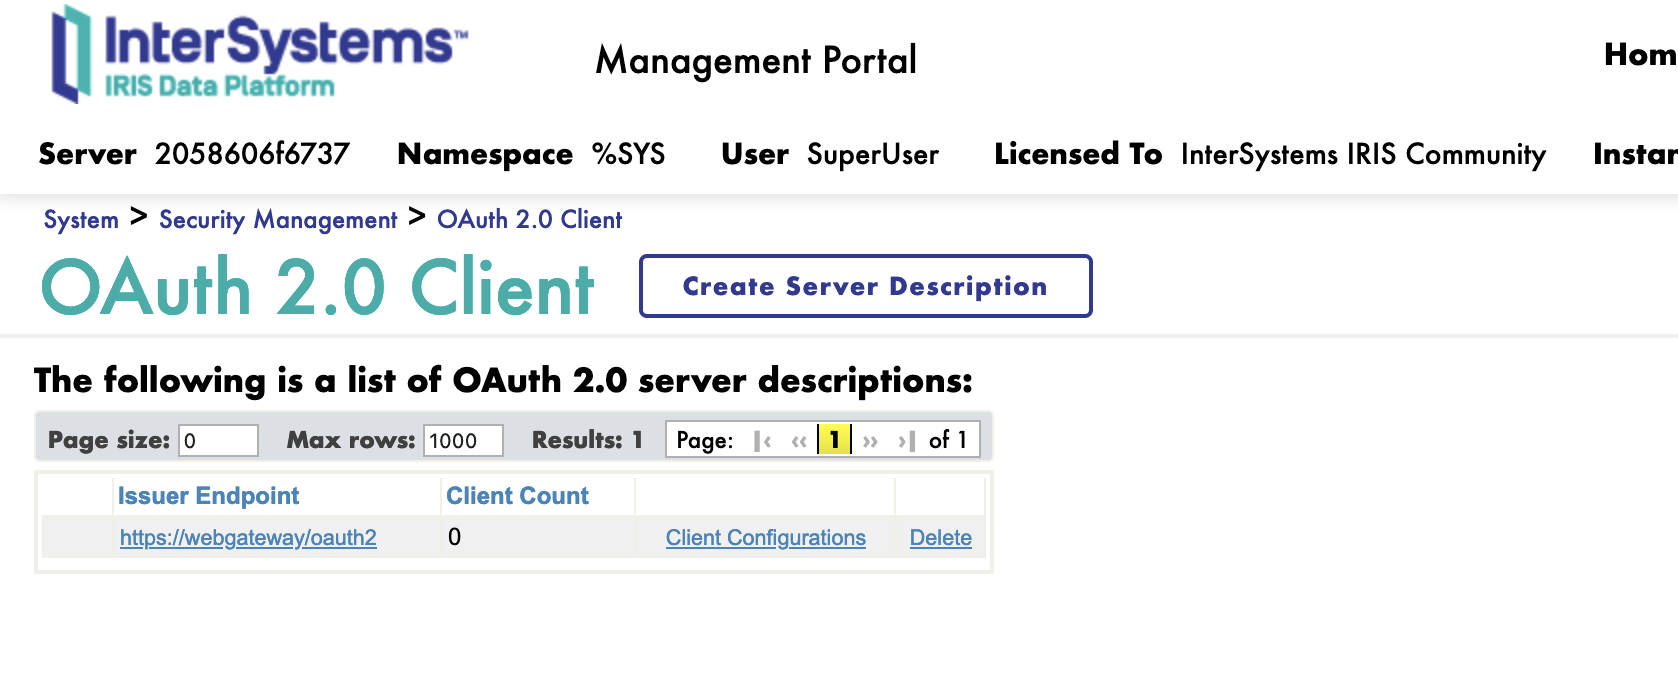 InterSystems™
IRIS Data Platform
Management Portal
Hom
Server 2058606f6737 Namespace %SYS User SuperUser Licensed To InterSystems IRIS Community Instan
System > Security Management > OAuth 2.0 Client
OAuth 2.0 Client
Create Server Description
The following is a list of OAuth 2.0 server descriptions:
Page size: 0 Max rows: 1000 Results: 1 Page: |‹ ‹‹ 1 ›› ›| of 1
Issuer Endpoint Client Count
https://webgateway/oauth2 0 Client Configurations Delete